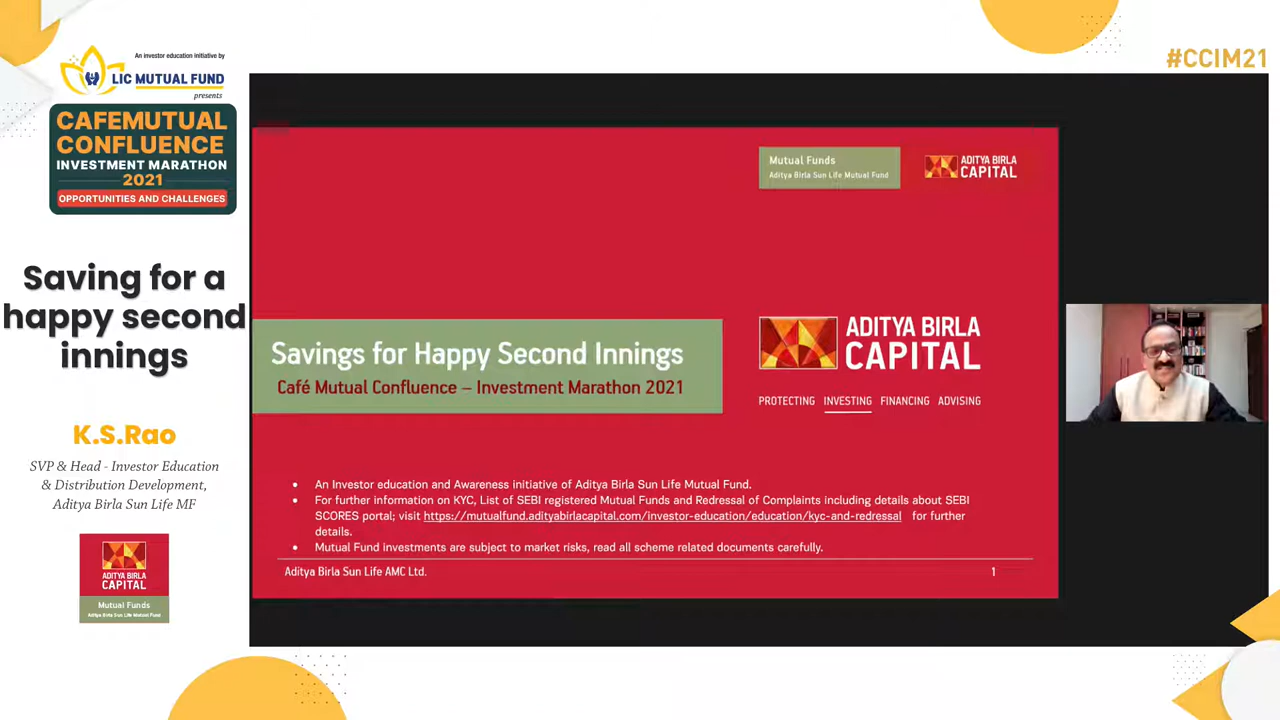 An investor education initiative by
LIC MUTUAL FUND
presents
CAFEMUTUAL
CONFLUENCE
INVESTMENT MARATHON
2021
OPPORTUNITIES AND CHALLENGES
Saving for a
happy second
innings
K.S.Rao
SVP & Head - Investor Education
& Distribution Development,
Aditya Birla Sun Life MF
ADITYA BIRLA
CAPITAL
Mutual Funds
Aditya Birla Sun Life Mutual Fund
#CCIM21
Mutual Funds
Aditya Birla Sun Life Mutual Fund
ADITYA BIRLA
CAPITAL
Savings for Happy Second Innings
Café Mutual Confluence – Investment Marathon 2021
ADITYA BIRLA
CAPITAL
PROTECTING INVESTING FINANCING ADVISING
• An Investor education and Awareness initiative of Aditya Birla Sun Life Mutual Fund.
• For further information on KYC, List of SEBI registered Mutual Funds and Redressal of Complaints including details about SEBI
SCORES portal; visit https://mutualfund.adityabirlacapital.com/investor-education/education/kyc-and-redressal for further
details.
• Mutual Fund investments are subject to market risks, read all scheme related documents carefully.
Aditya Birla Sun Life AMC Ltd.
1